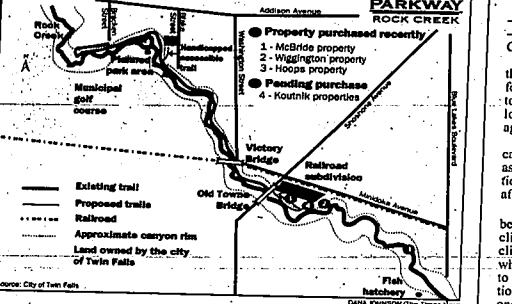 PARKWAY
ROCK CREEK
Addison Avenue
Property purchased recently
1 - McBride property
2 - Wiggington property
3 - Hoops property
Pending purchase
4 - Koutnik properties
Rock
Creek
Street
Street
Washington Street
Handicapped
accessible
trail
park area
Municipal
golf
course
Shoshone Avenue
Blue Lakes Boulevard
Victory
Bridge
Railroad
subdivision
Old Towne
Bridge
Minidoka Avenue
Existing trail
Proposed trails
Railroad
Approximate canyon rim
Land owned by the city
of Twin Falls
Fish
hatchery
Source: City of Twin Falls
DANA JOHNSON